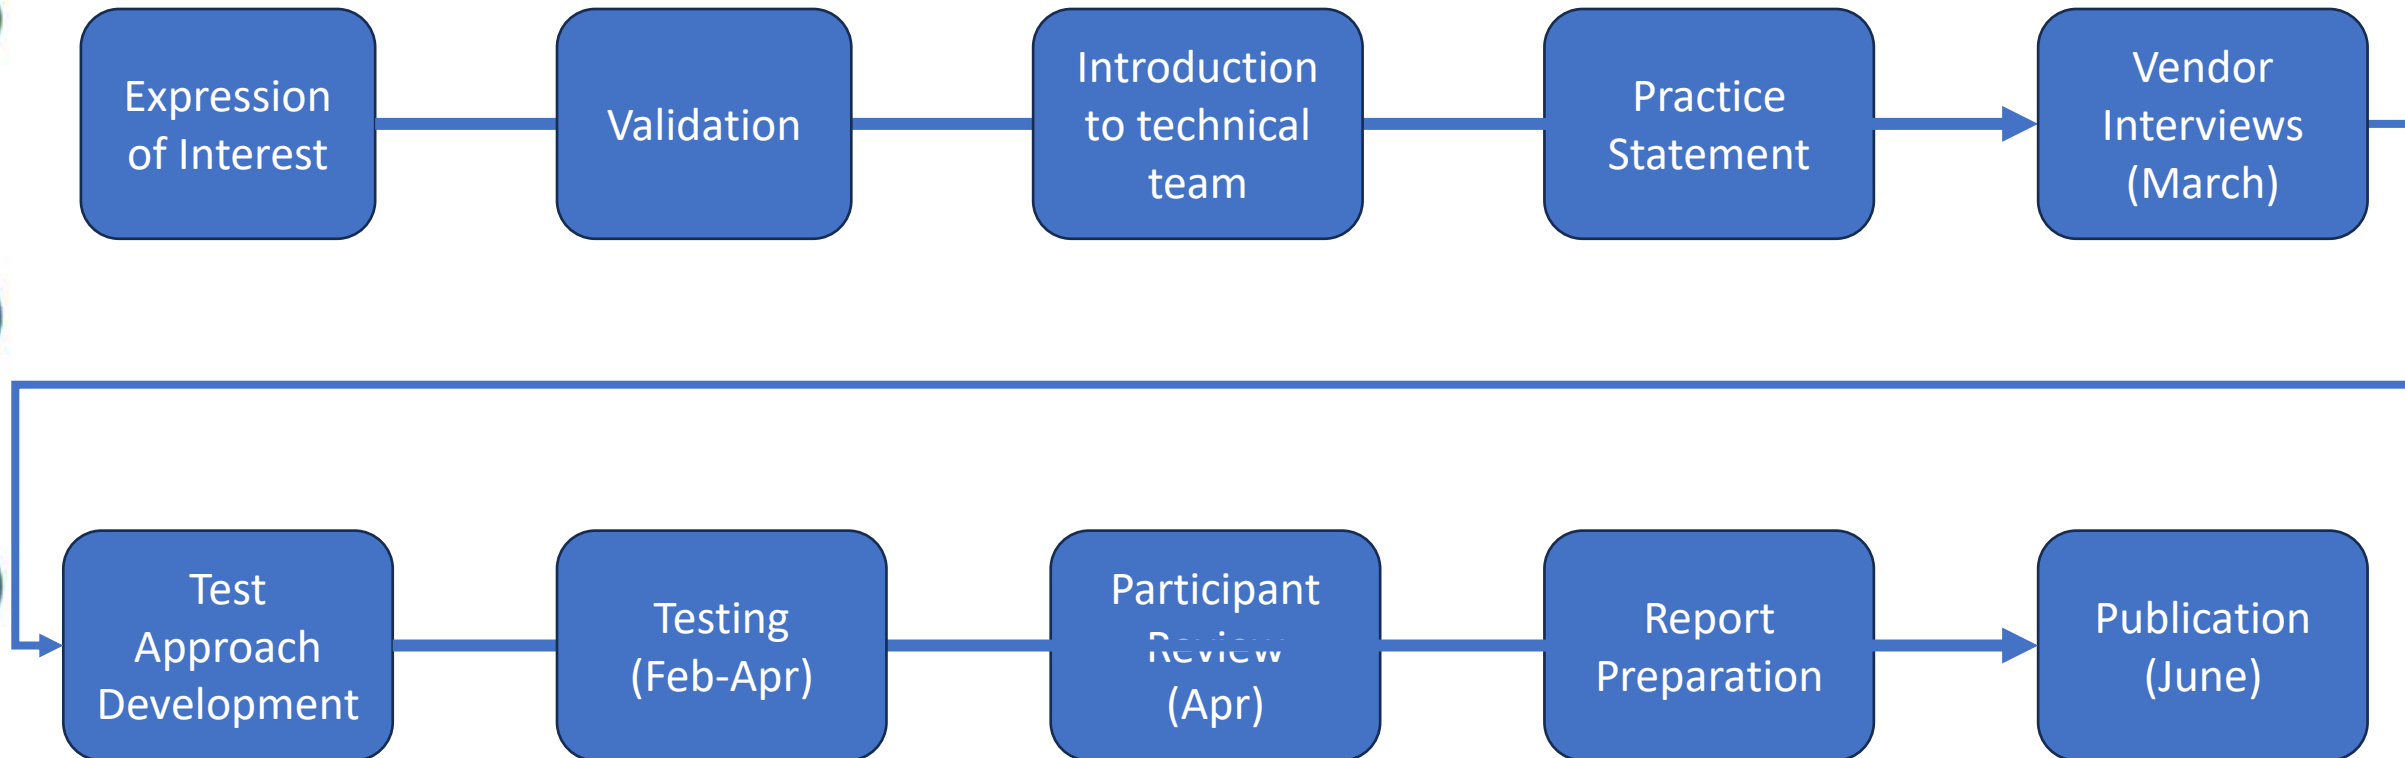 Expression
of Interest
Validation
Introduction
to technical
team
Practice
Statement
Vendor
Interviews
(March)
Test
Approach
Development
Testing
(Feb-Apr)
Participant
Review
(Apr)
Report
Preparation
Publication
(June)